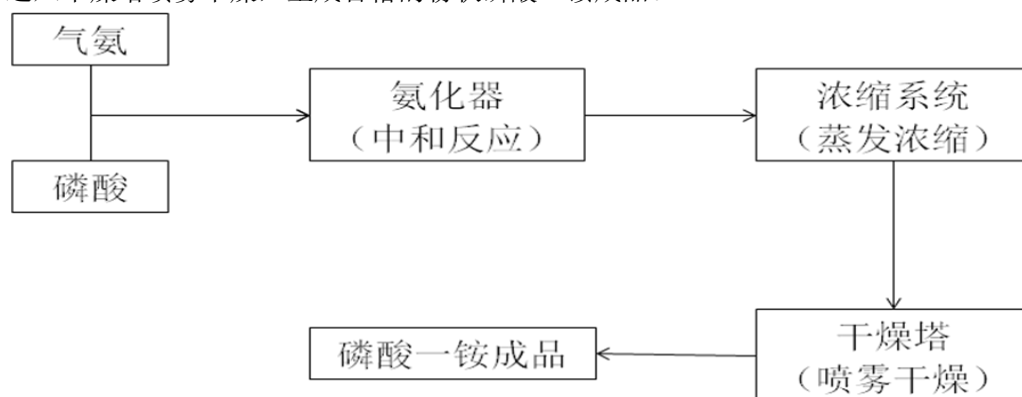 气氨
氨化器
（中和反应）
浓缩系统
（蒸发浓缩）
磷酸
干燥塔
（喷雾干燥）
磷酸一铵成品